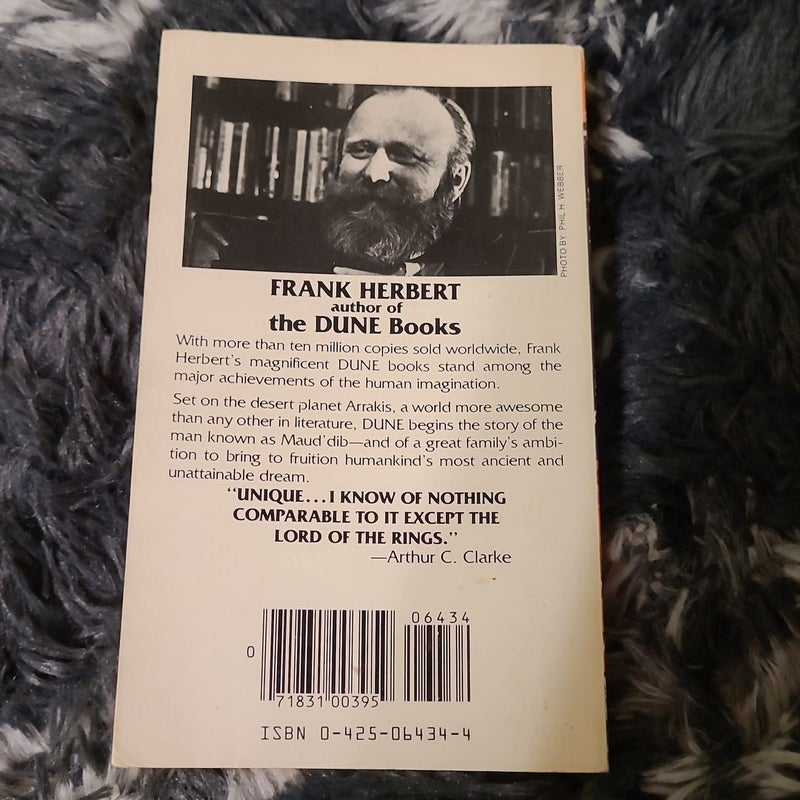 PHOTO BY: PHIL H. WEBBER
FRANK HERBERT
author of
the DUNE Books
With more than ten million copies sold worldwide, Frank
Herbert's magnificent DUNE books stand among the
major achievements of the human imagination.
Set on the desert planet Arrakis, a world more awesome
than any other in literature, DUNE begins the story of the
man known as Maud'dib—and of a great family's ambi-
tion to bring to fruition humankind's most ancient and
unattainable dream.
"UNIQUE...I KNOW OF NOTHING
COMPARABLE TO IT EXCEPT THE
LORD OF THE RINGS."
—Arthur C. Clarke
06434
0
71831 00395
ISBN 0-425-06434-4